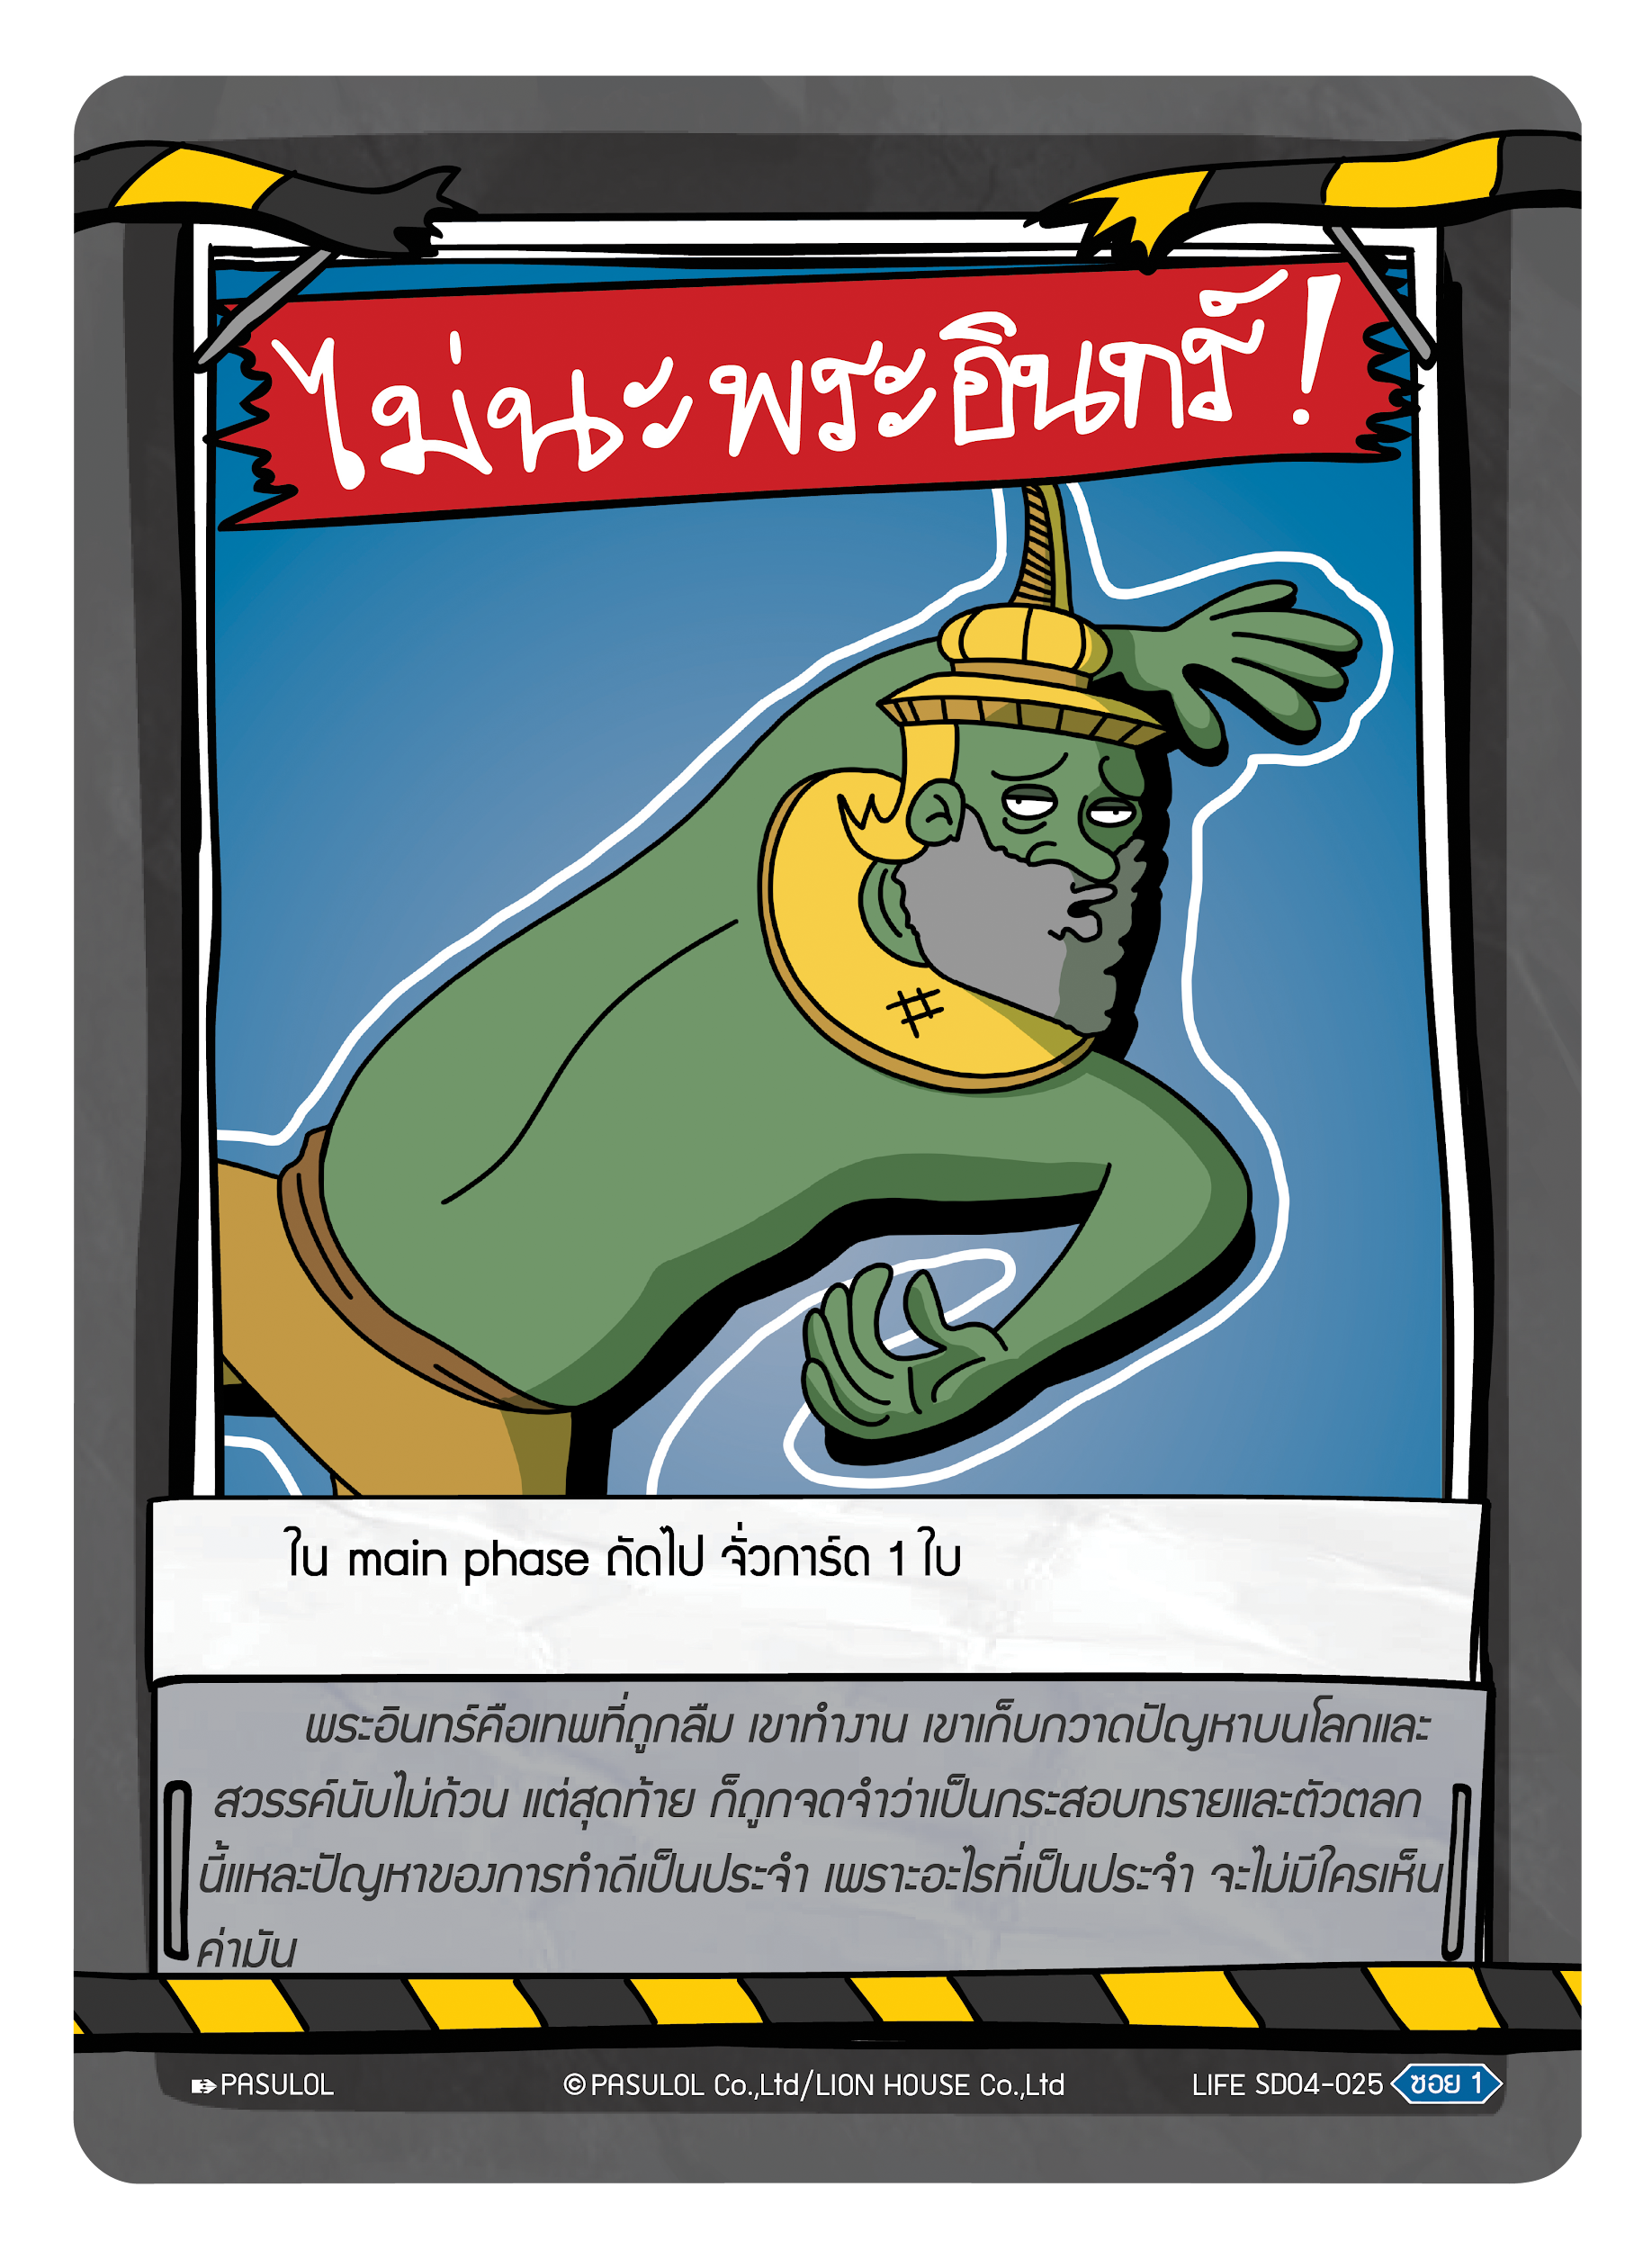 ไม่นะพระอินทร์!
ใน main phase ถัดไป จั่วการ์ด 1 ใบ
พระอินทร์คือเทพที่ถูกลืม เขาทำงาน เขาเก็บกวาดปัญหาบนโลกและ
สวรรค์นับไม่ถ้วน แต่สุดท้าย ก็ถูกจดจำว่าเป็นกระสอบทรายและตัวตลก
นี้แหละปัญหาของการทำดีเป็นประจำ เพราะอะไรที่เป็นประจำ จะไม่มีใครเห็น
ค่ามัน
PASULOL ©PASULOL Co.,Ltd/LION HOUSE Co.,Ltd LIFE SD04-025 ซอย 1